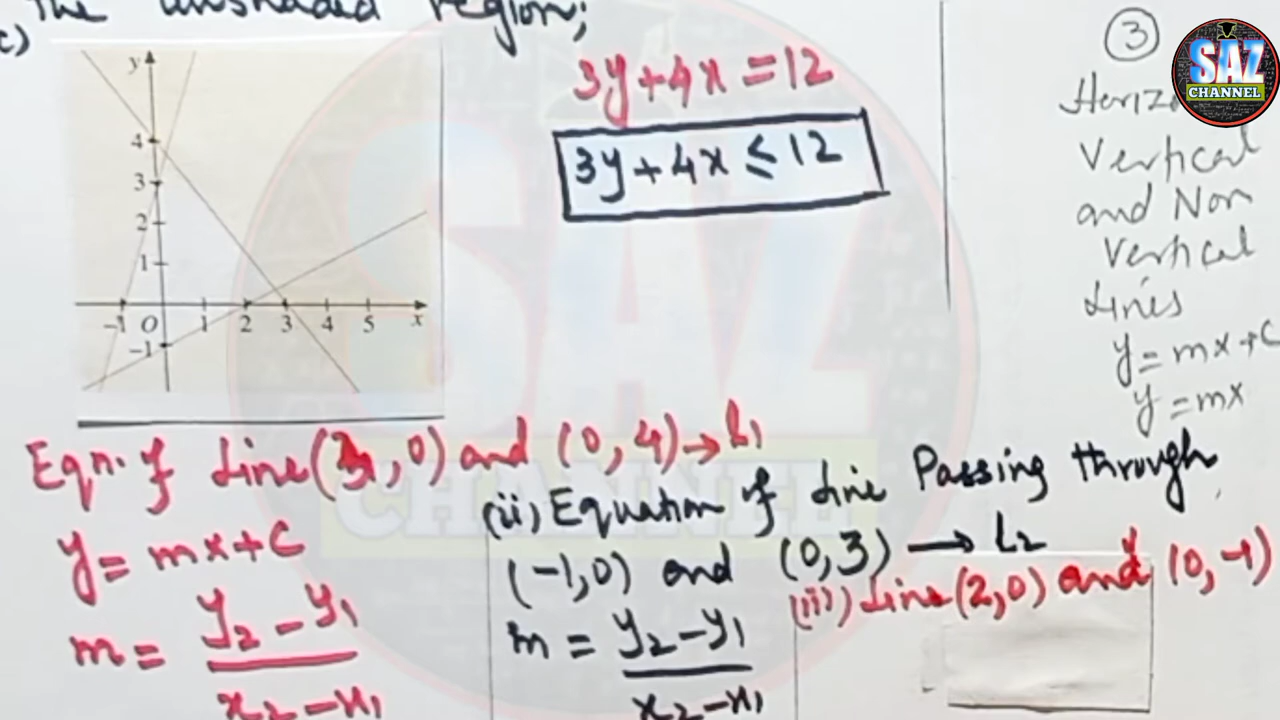 The unshaded region;
c)
y
4
3
2
1
-1 O 1 2 3 4 5 x
-1
3y+4x = 12
3y+4x ≤ 12
3
SAZ
CHANNEL
Vertical
and Non
Vertical
Lines
y=mx+c
y=mx
Eqn. of Line(3, 0) and (0, 4)→L1
y= mx+c
m= y2-y1
x2-x1
(ii) Equation of Line Passing through
(-1,0) and (0,3) → L2
m = y2-y1
x2-x1
(iii) Line(2,0) and (0,-1)
SAZ
CHANNEL